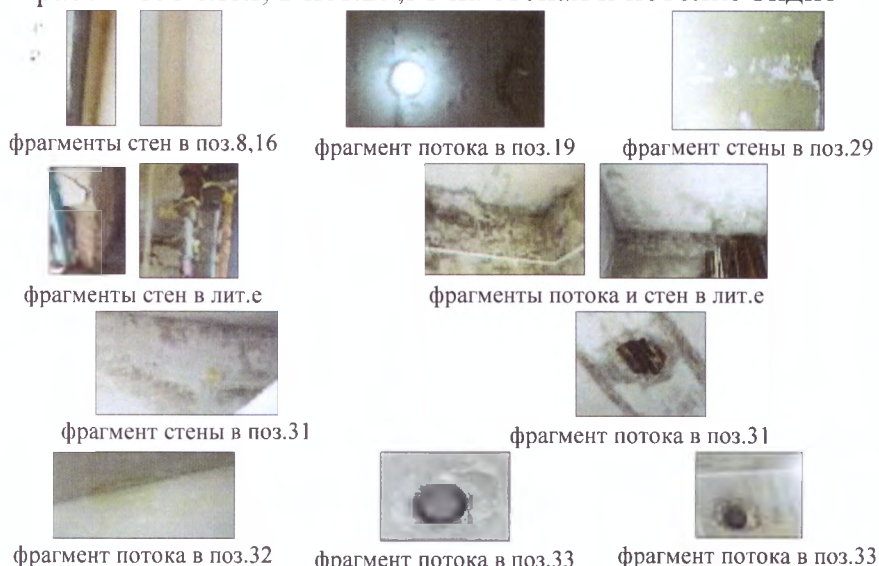 фрагменты стен в поз.8,16
фрагмент потока в поз.19
фрагмент стены в поз.29
фрагменты стен в лит.е
фрагменты потока и стен в лит.е
фрагмент стены в поз.31
фрагмент потока в поз.31
фрагмент потока в поз.32
фрагмент потока в поз.33
фрагмент потока в поз.33